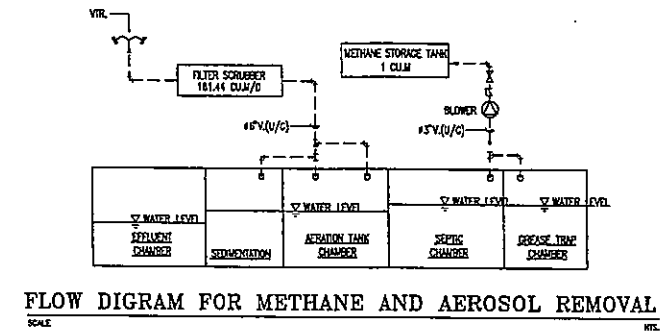 VTR.
FILTER SCRUBBER
181.44 CU.M/D
METHANE STORAGE TANK
1 CU.M
BLOWER
ø6"V.(U/G)
ø3"V.(U/G)
WATER LEVEL
EFFLUENT
CHAMBER
SEDIMENTATION
WATER LEVEL
AERATION TANK
CHAMBER
WATER LEVEL
SEPTIC
CHAMBER
WATER LEVEL
GREASE TRAP
CHAMBER
FLOW DIGRAM FOR METHANE AND AEROSOL REMOVAL
SCALE NTS.